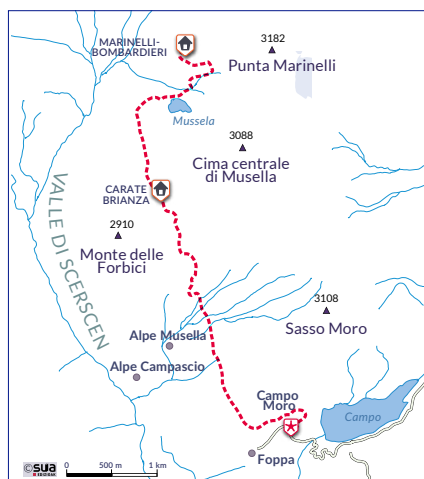 MARINELLI-
BOMBARDIERI
3182
Punta Marinelli
Mussela
3088
Cima centrale
di Musella
CARATE
BRIANZA
2910
Monte delle
Forbici
VALLE DI SCERSCEN
3108
Sasso Moro
Alpe Musella
Alpe Campascio
Campo
Moro
Campo
Foppa
©SUA
EDIZIOAK
0 500 m 1 km